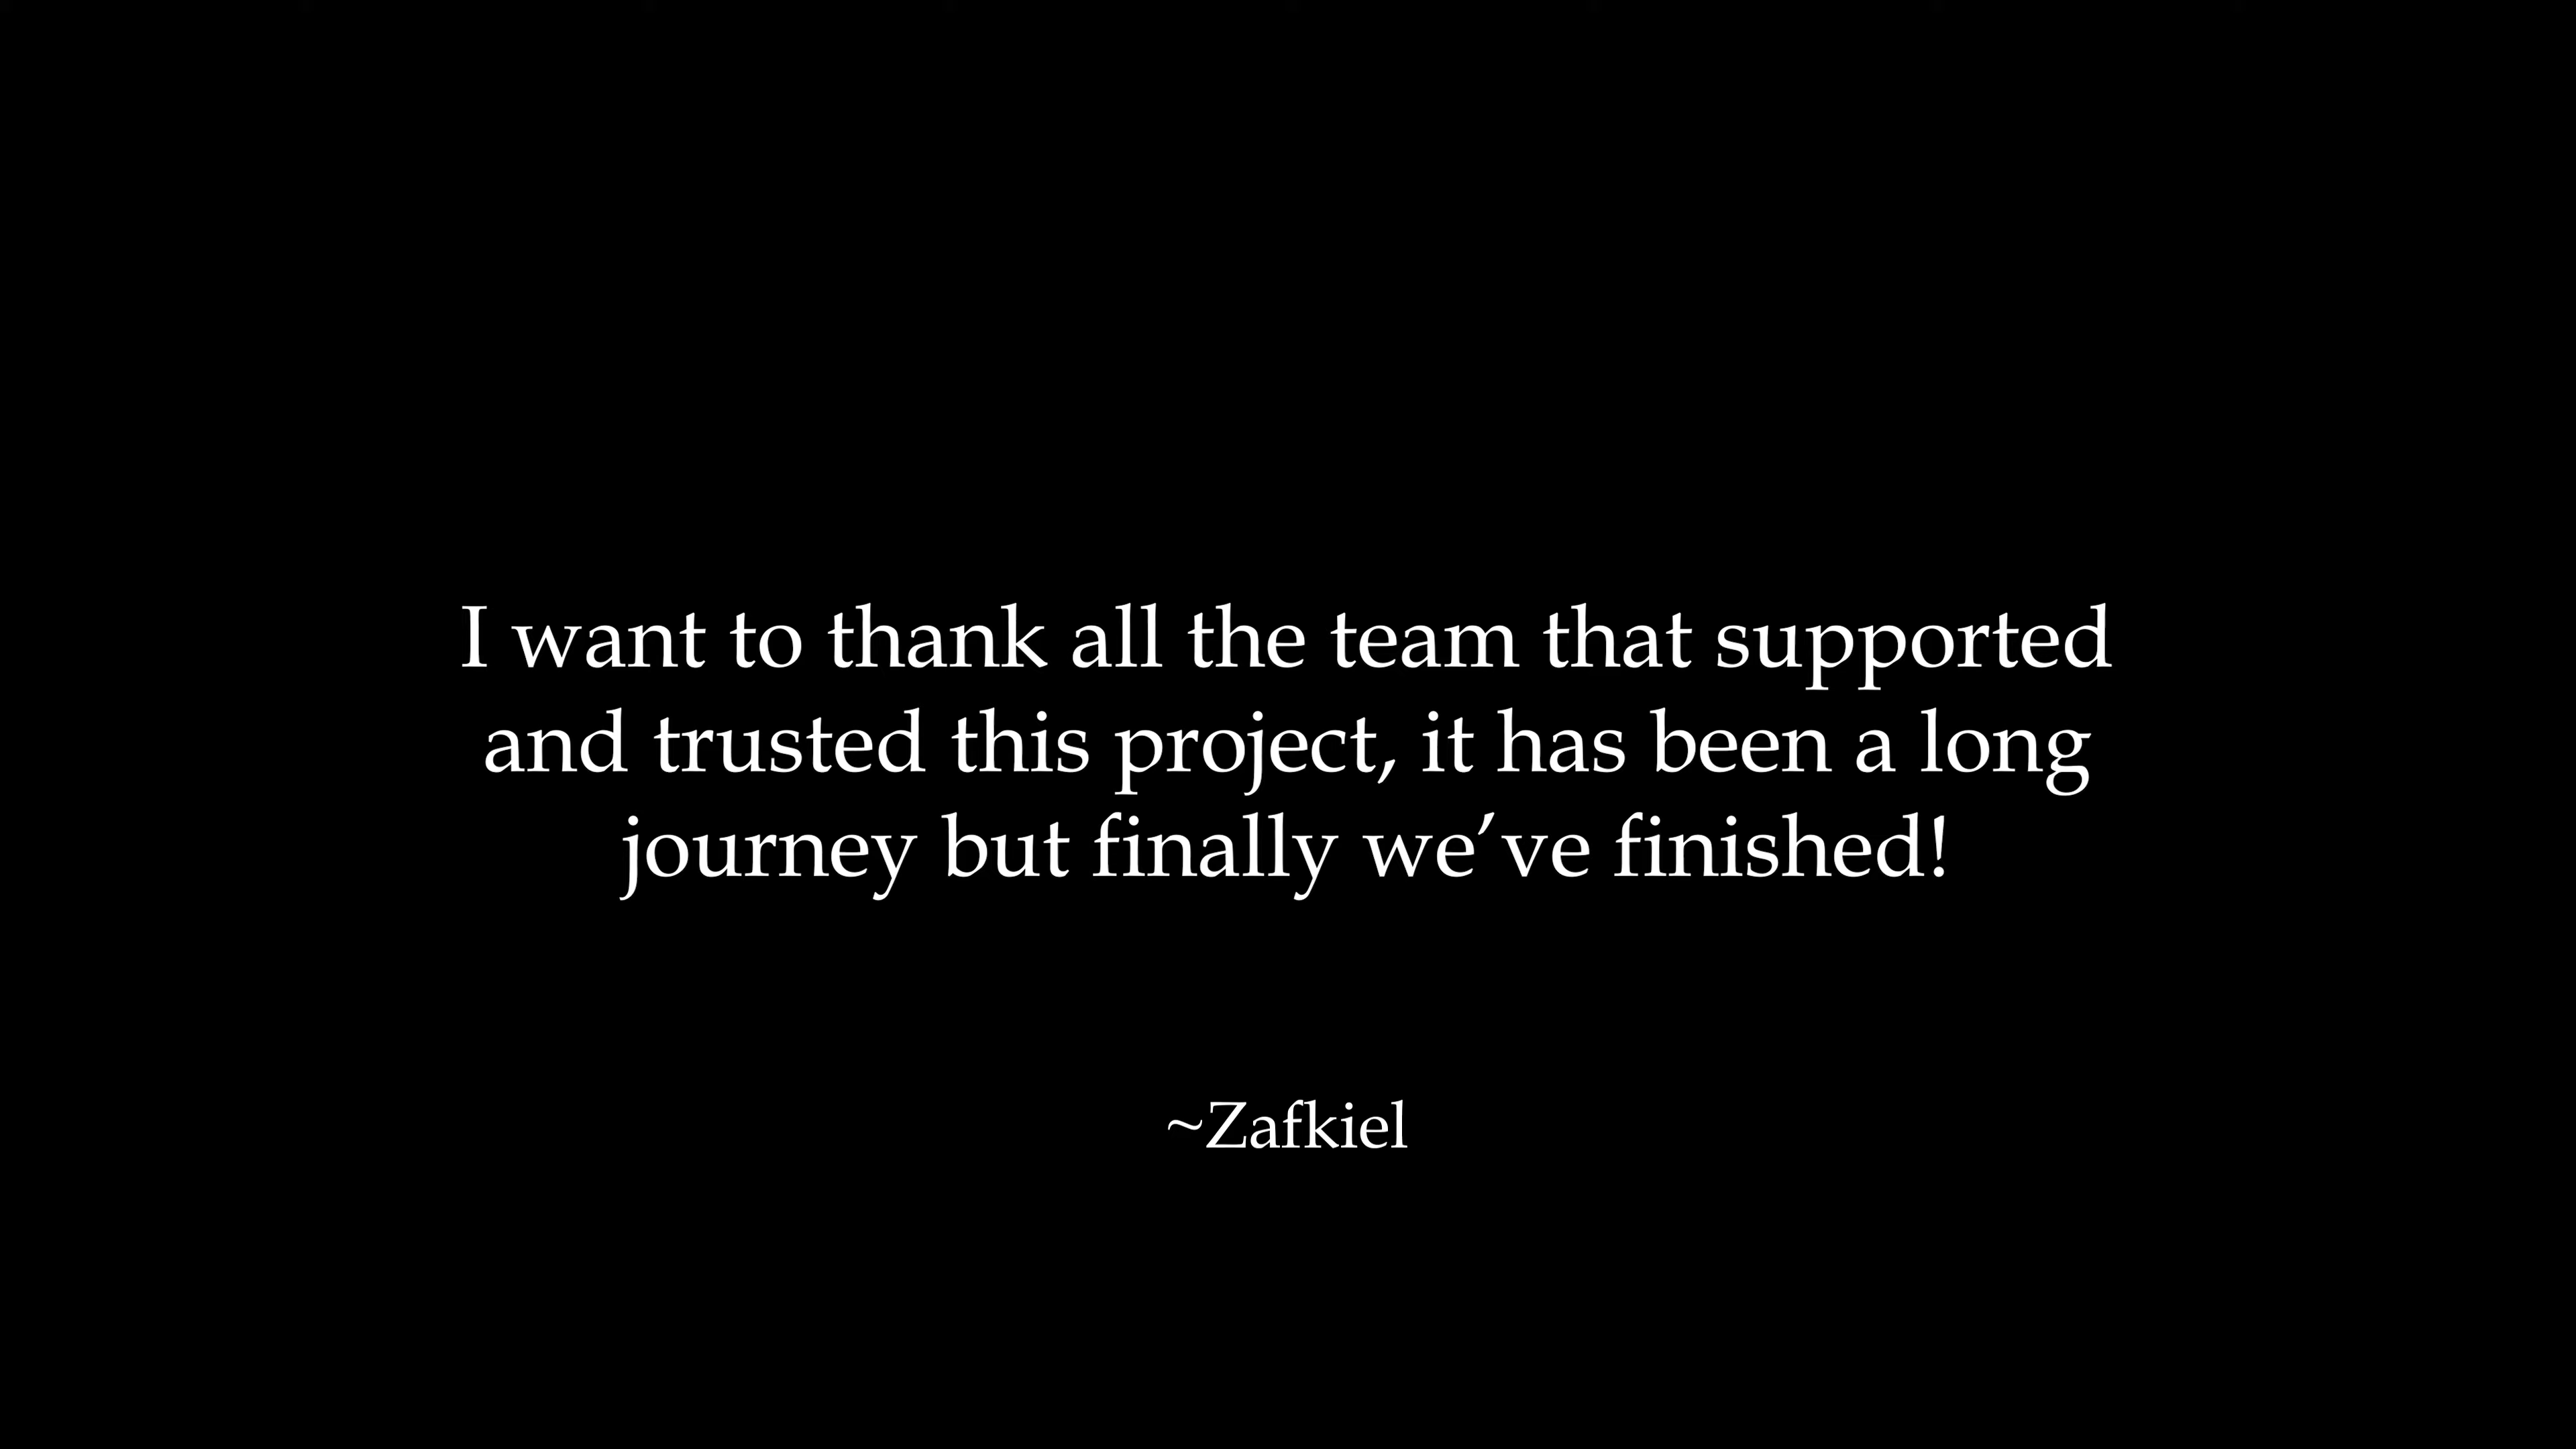 I want to thank all the team that supported
and trusted this project, it has been a long
journey but finally we’ve finished!
~Zafkiel